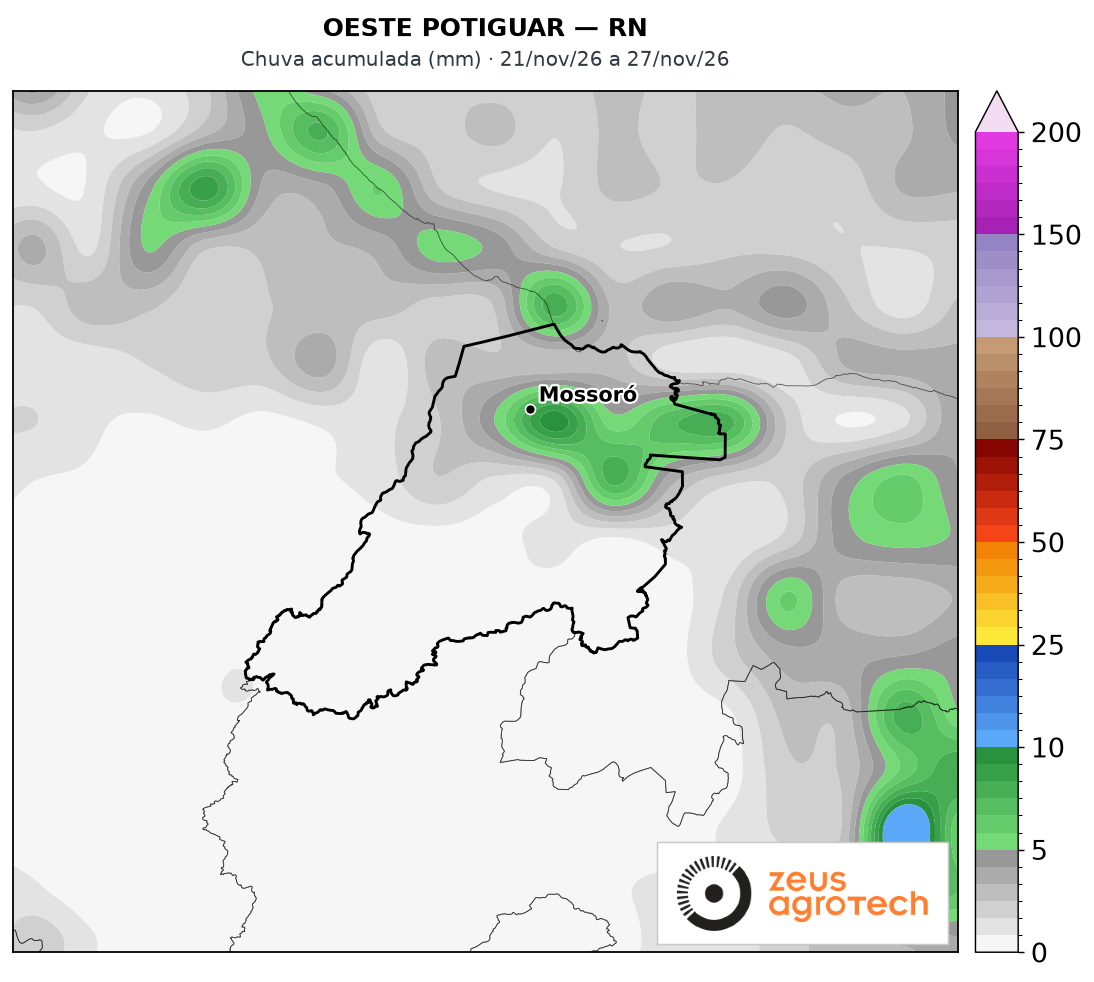 OESTE POTIGUAR — RN
Chuva acumulada (mm) · 21/nov/26 a 27/nov/26
Mossoró
200
150
100
75
50
25
10
5
0
zeus
agrotech